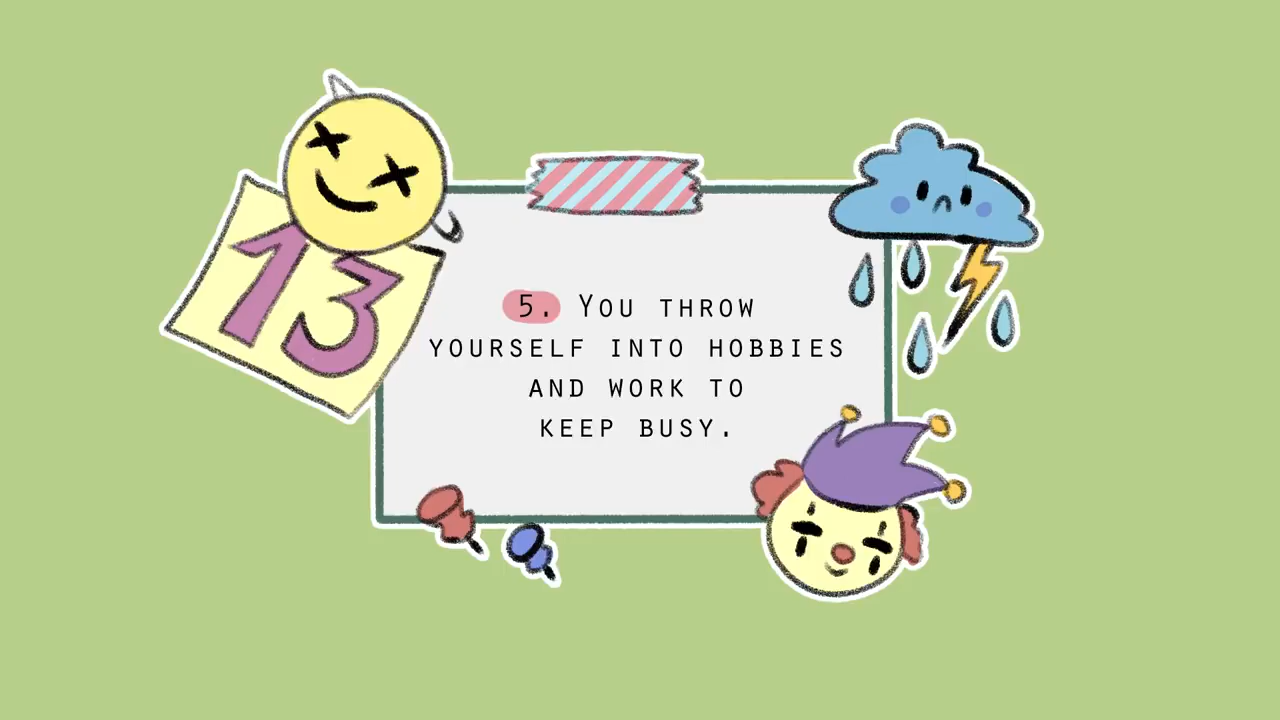 13
5. You throw
yourself into hobbies
and work to
keep busy.